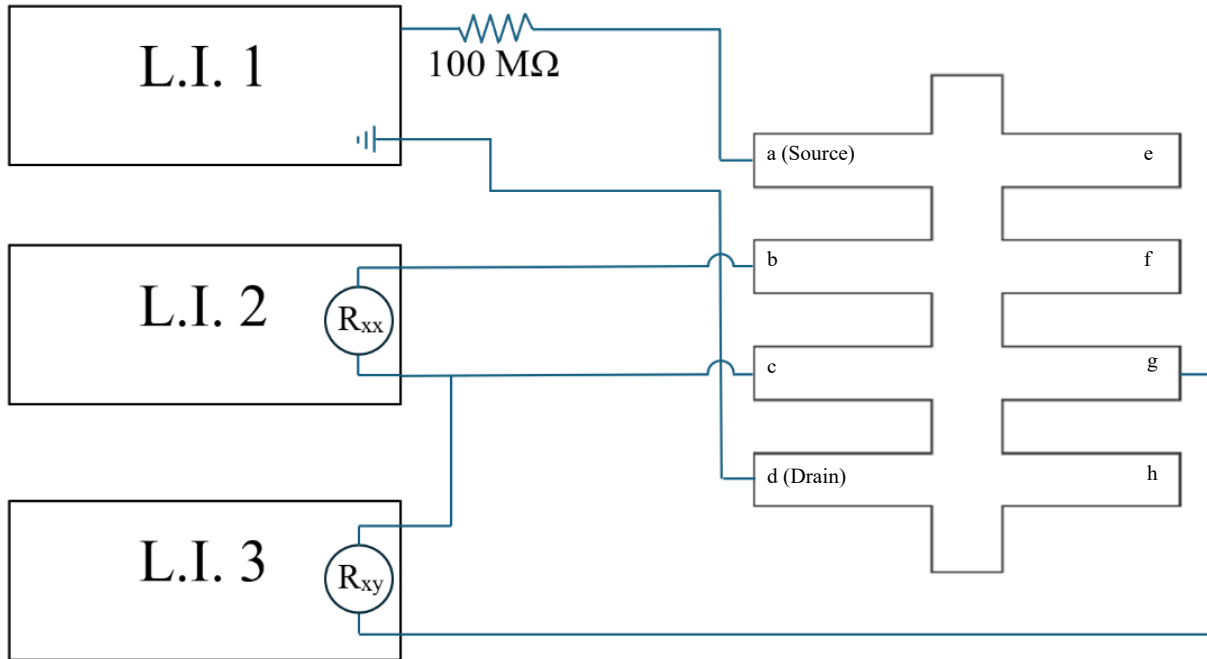 L.I. 1
100 MΩ
a (Source)
e
L.I. 2
Rxx
b
f
c
g
d (Drain)
h
L.I. 3
Rxy